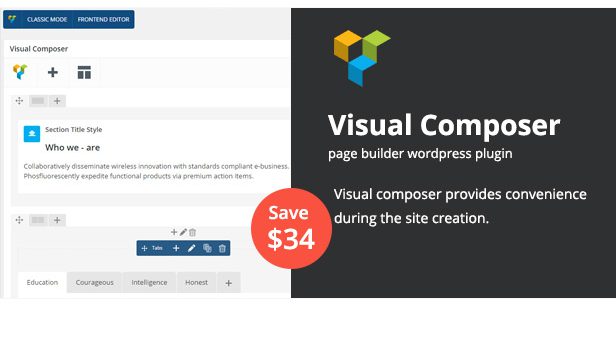 CLASSIC MODE FRONTEND EDITOR
Visual Composer
Section Title Style
Who we - are
Collaboratively disseminate wireless innovation with standards compliant e-business.
Phosfluorescently expedite functional products via premium action items.
Tabs
Education Courageous Intelligence Honest
Save
$34
Visual Composer
page builder wordpress plugin
Visual composer provides convenience
during the site creation.